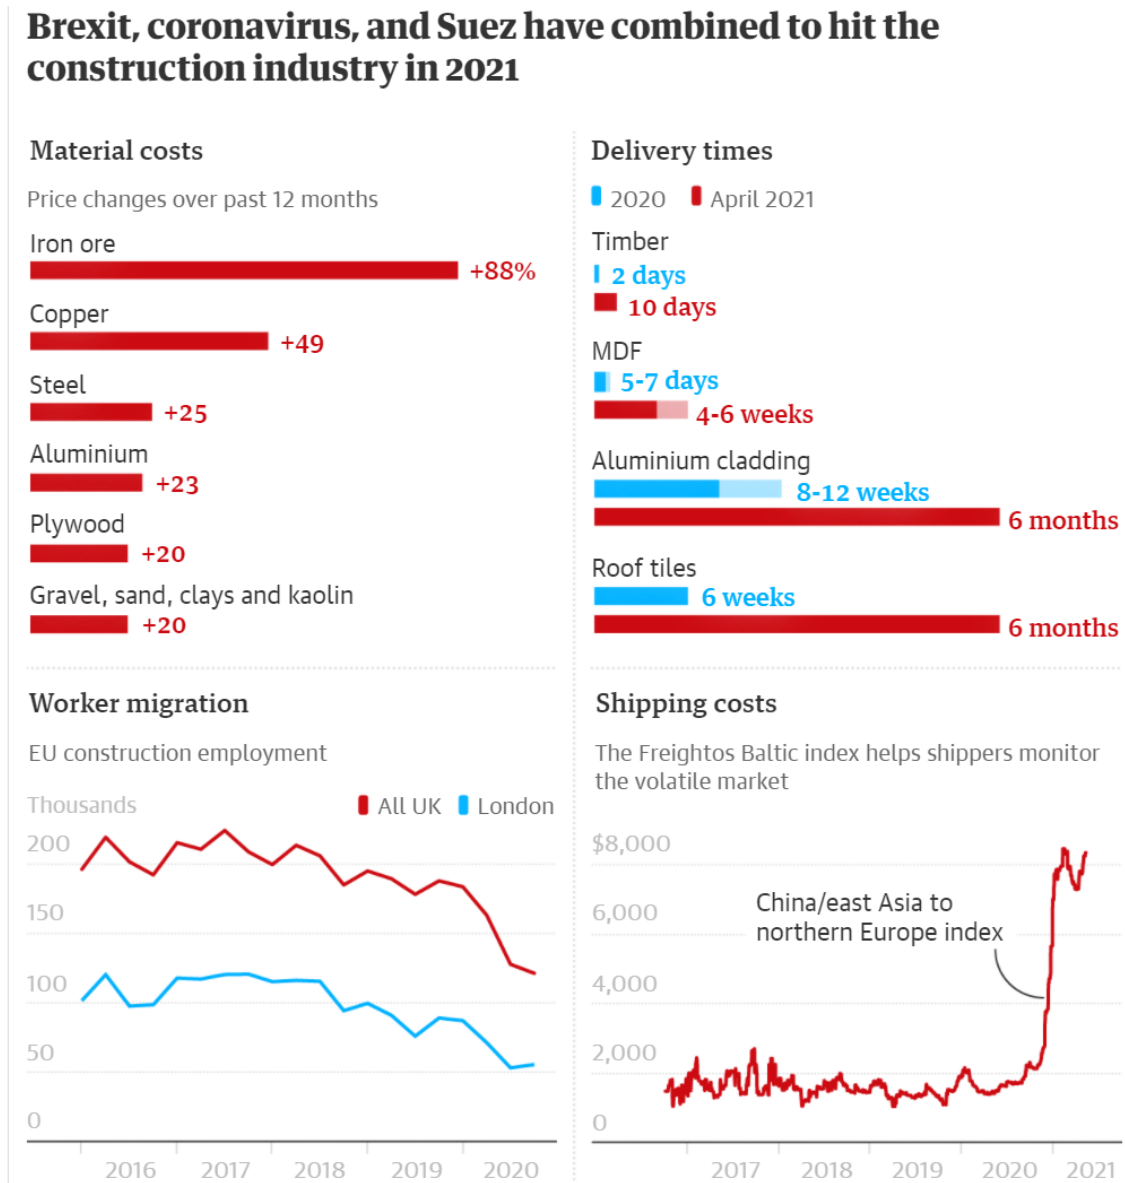 Brexit, coronavirus, and Suez have combined to hit the
construction industry in 2021
Material costs
Price changes over past 12 months
Iron ore
+88%
Copper
+49
Steel
+25
Aluminium
+23
Plywood
+20
Gravel, sand, clays and kaolin
+20
Delivery times
2020 April 2021
Timber
2 days
10 days
MDF
5-7 days
4-6 weeks
Aluminium cladding
8-12 weeks
6 months
Roof tiles
6 weeks
6 months
Worker migration
EU construction employment
Thousands All UK London
200
150
100
50
0
2016 2017 2018 2019 2020
Shipping costs
The Freightos Baltic index helps shippers monitor
the volatile market
$8,000
China/east Asia to
6,000
northern Europe index
4,000
2,000
0
2017 2018 2019 2020 2021